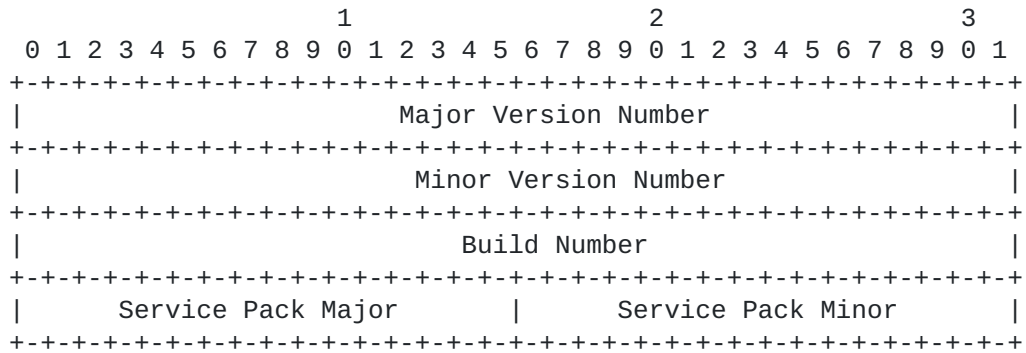 1                   2                   3
 0 1 2 3 4 5 6 7 8 9 0 1 2 3 4 5 6 7 8 9 0 1 2 3 4 5 6 7 8 9 0 1
+-+-+-+-+-+-+-+-+-+-+-+-+-+-+-+-+-+-+-+-+-+-+-+-+-+-+-+-+-+-+-+-+
|                        Major Version Number                   |
+-+-+-+-+-+-+-+-+-+-+-+-+-+-+-+-+-+-+-+-+-+-+-+-+-+-+-+-+-+-+-+-+
|                         Minor Version Number                  |
+-+-+-+-+-+-+-+-+-+-+-+-+-+-+-+-+-+-+-+-+-+-+-+-+-+-+-+-+-+-+-+-+
|                            Build Number                       |
+-+-+-+-+-+-+-+-+-+-+-+-+-+-+-+-+-+-+-+-+-+-+-+-+-+-+-+-+-+-+-+-+
|      Service Pack Major       |      Service Pack Minor       |
+-+-+-+-+-+-+-+-+-+-+-+-+-+-+-+-+-+-+-+-+-+-+-+-+-+-+-+-+-+-+-+-+